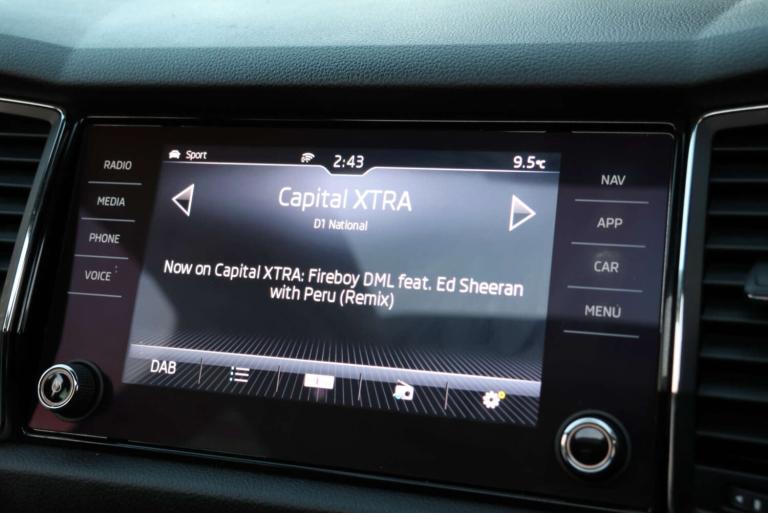 RADIO
MEDIA
PHONE
VOICE
Sport
2:43
9.5°C
Capital XTRA
D1 National
Now on Capital XTRA: Fireboy DML feat. Ed Sheeran
with Peru (Remix)
DAB
NAV
APP
CAR
MENU